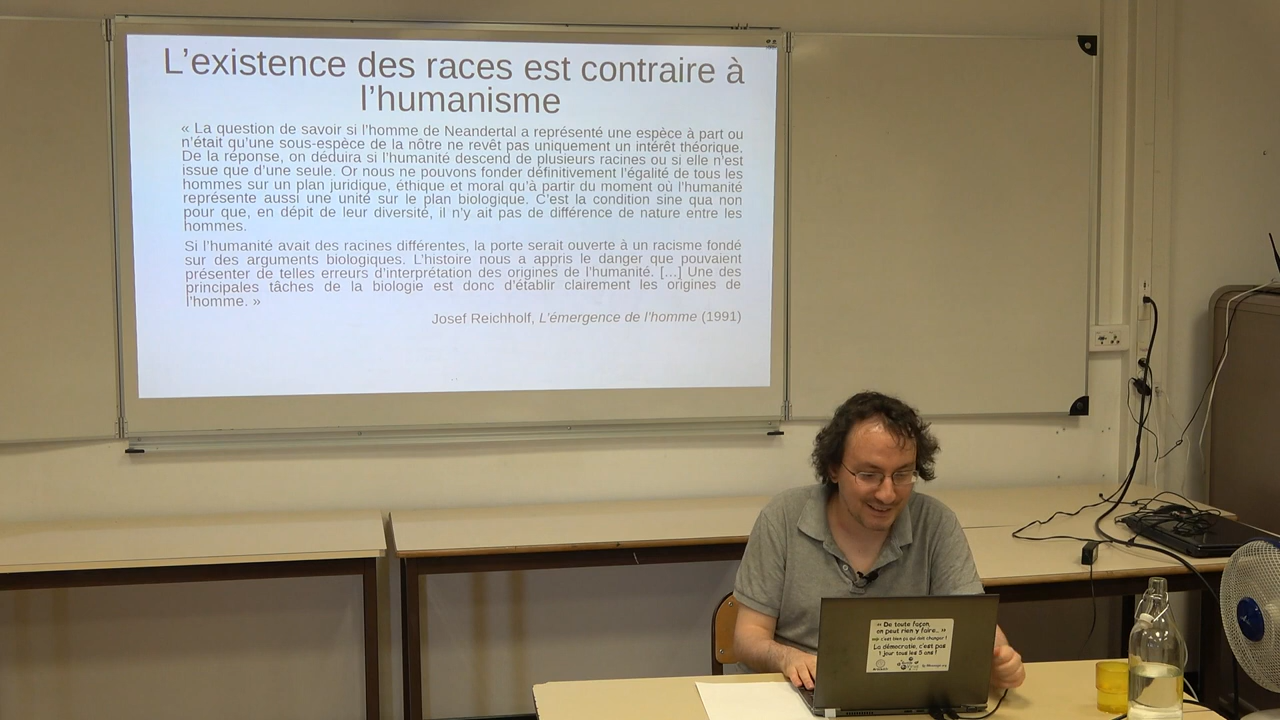 L'existence des races est contraire à
l'humanisme
« La question de savoir si l'homme de Neandertal a représenté une espèce à part ou
n'était qu'une sous-espèce de la nôtre ne revêt pas uniquement un intérêt théorique.
De la réponse, on déduira si l'humanité descend de plusieurs racines ou si elle n'est
issue que d'une seule. Or nous ne pouvons fonder définitivement l'égalité de tous les
hommes sur un plan juridique, éthique et moral qu'à partir du moment où l'humanité
représente aussi une unité sur le plan biologique. C'est la condition sine qua non
pour que, en dépit de leur diversité, il n'y ait pas de différence de nature entre les
hommes.
Si l'humanité avait des racines différentes, la porte serait ouverte à un racisme fondé
sur des arguments biologiques. L'histoire nous a appris le danger que pouvaient
présenter de telles erreurs d'interprétation des origines de l'humanité. [...] Une des
principales tâches de la biologie est donc d'établir clairement les origines de
l'homme. »
Josef Reichholf, L'émergence de l'homme (1991)
" De toute façon,
on peut rien y faire.. "
La démocratie, c'est pas
1 jour tous les 5 ans !